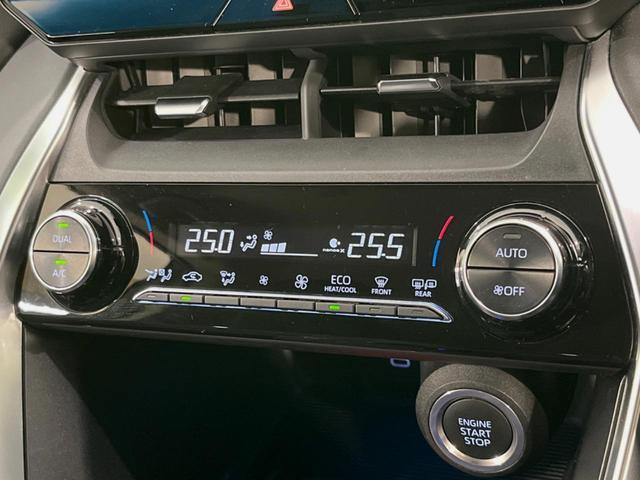 DUAL
A/C
25.0
nanoe X
25.5
AUTO
OFF
ECO
HEAT/COOL
FRONT
REAR
ENGINE
START
STOP